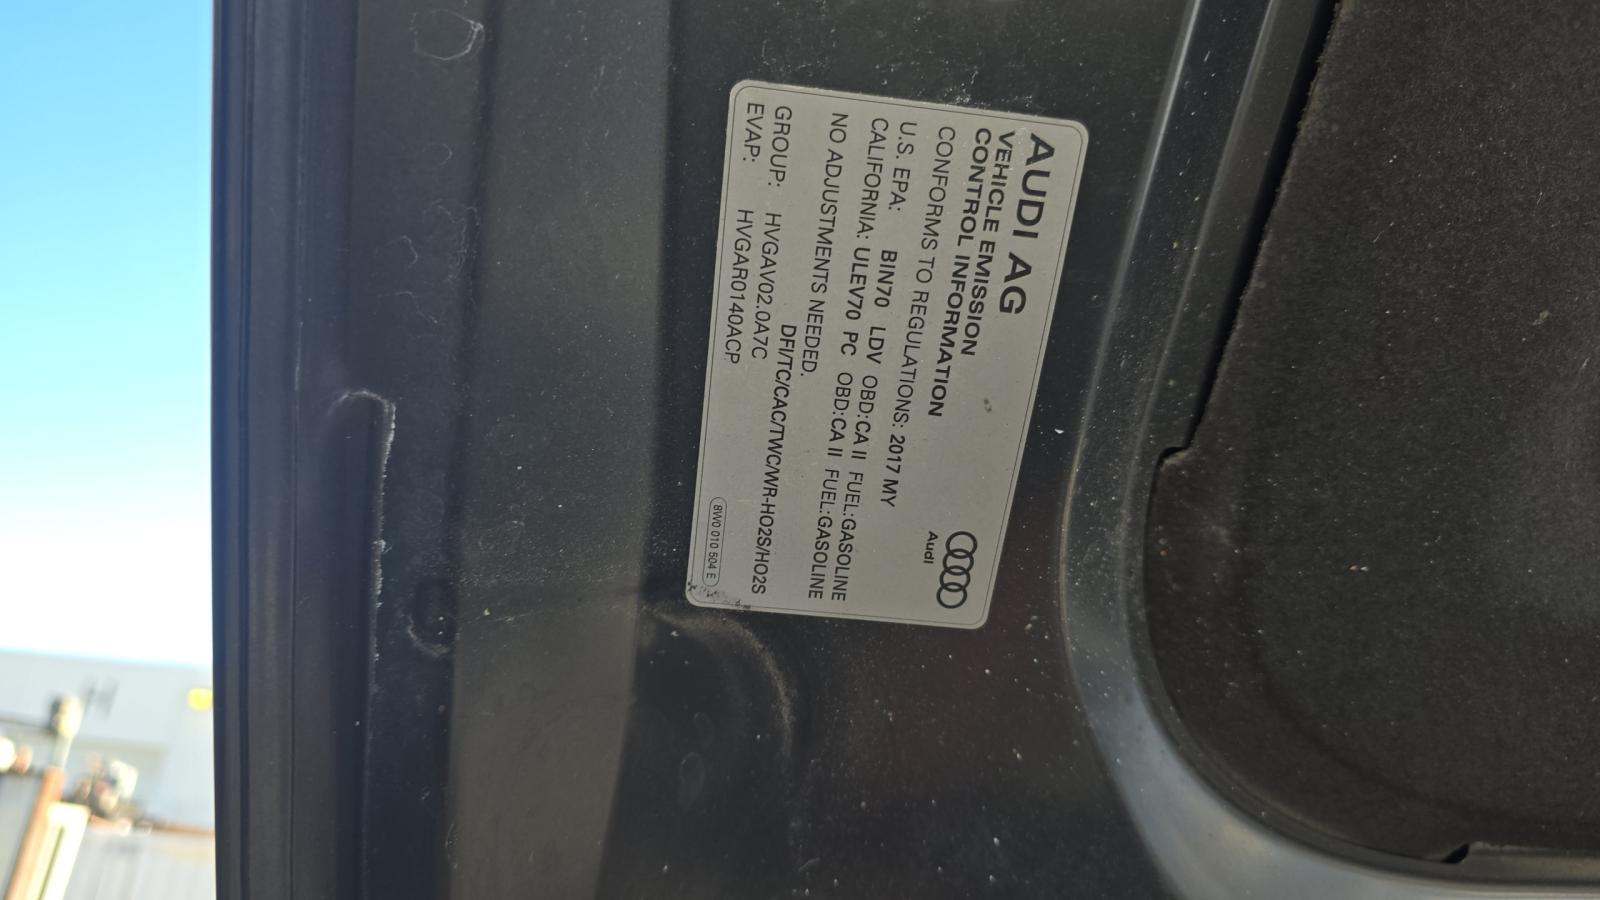 AUDI AG
VEHICLE EMISSION
CONTROL INFORMATION
Audi
CONFORMS TO REGULATIONS: 2017 MY
U.S. EPA: BIN70 LDV OBD:CA II FUEL:GASOLINE
CALIFORNIA: ULEV70 PC OBD:CA II FUEL:GASOLINE
NO ADJUSTMENTS NEEDED.
DFI/TC/CAC/TWC/WR-HO2S/HO2S
GROUP: HVGAV02.0A7C
EVAP: HVGAR0140ACP
8W0 010 504 E